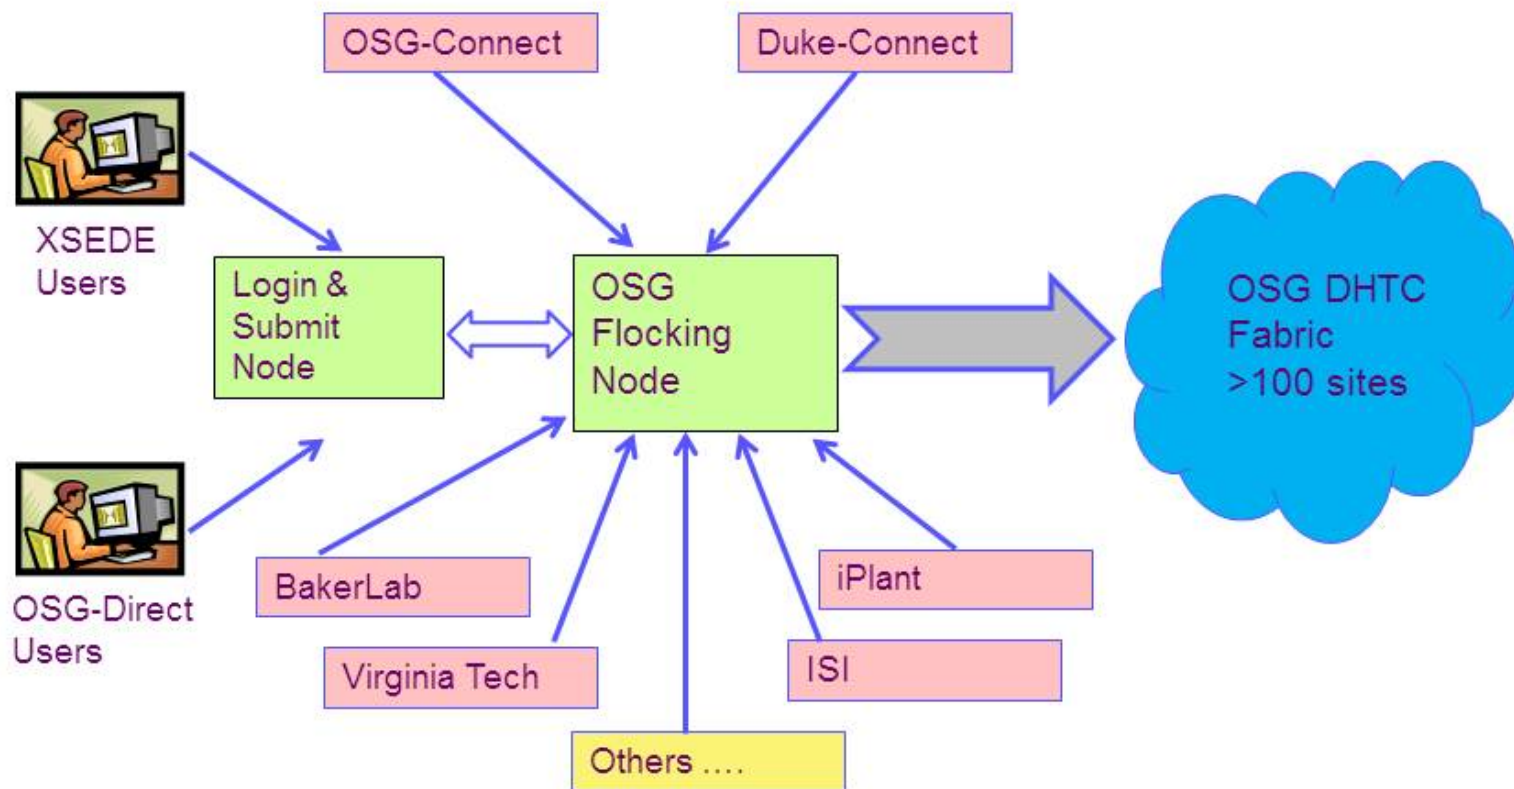 OSG-Connect
Duke-Connect
XSEDE
Users
Login &
Submit
Node
OSG
Flocking
Node
OSG DHTC
Fabric
>100 sites
OSG-Direct
Users
BakerLab
iPlant
Virginia Tech
ISI
Others ....